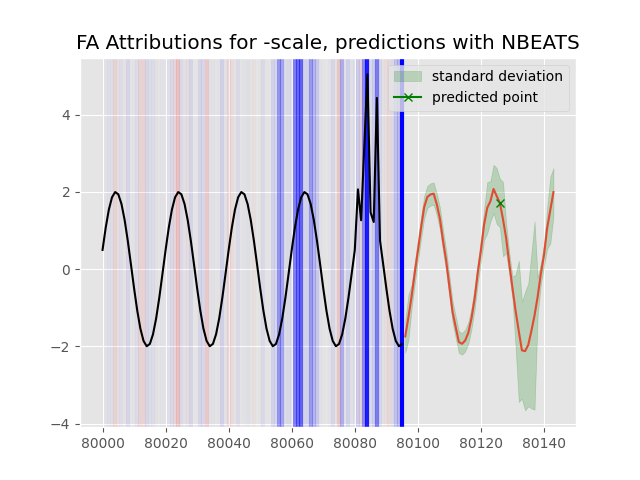 FA Attributions for -scale, predictions with NBEATS
standard deviation
predicted point
4
2
0
−2
−4
80000 80020 80040 80060 80080 80100 80120 80140